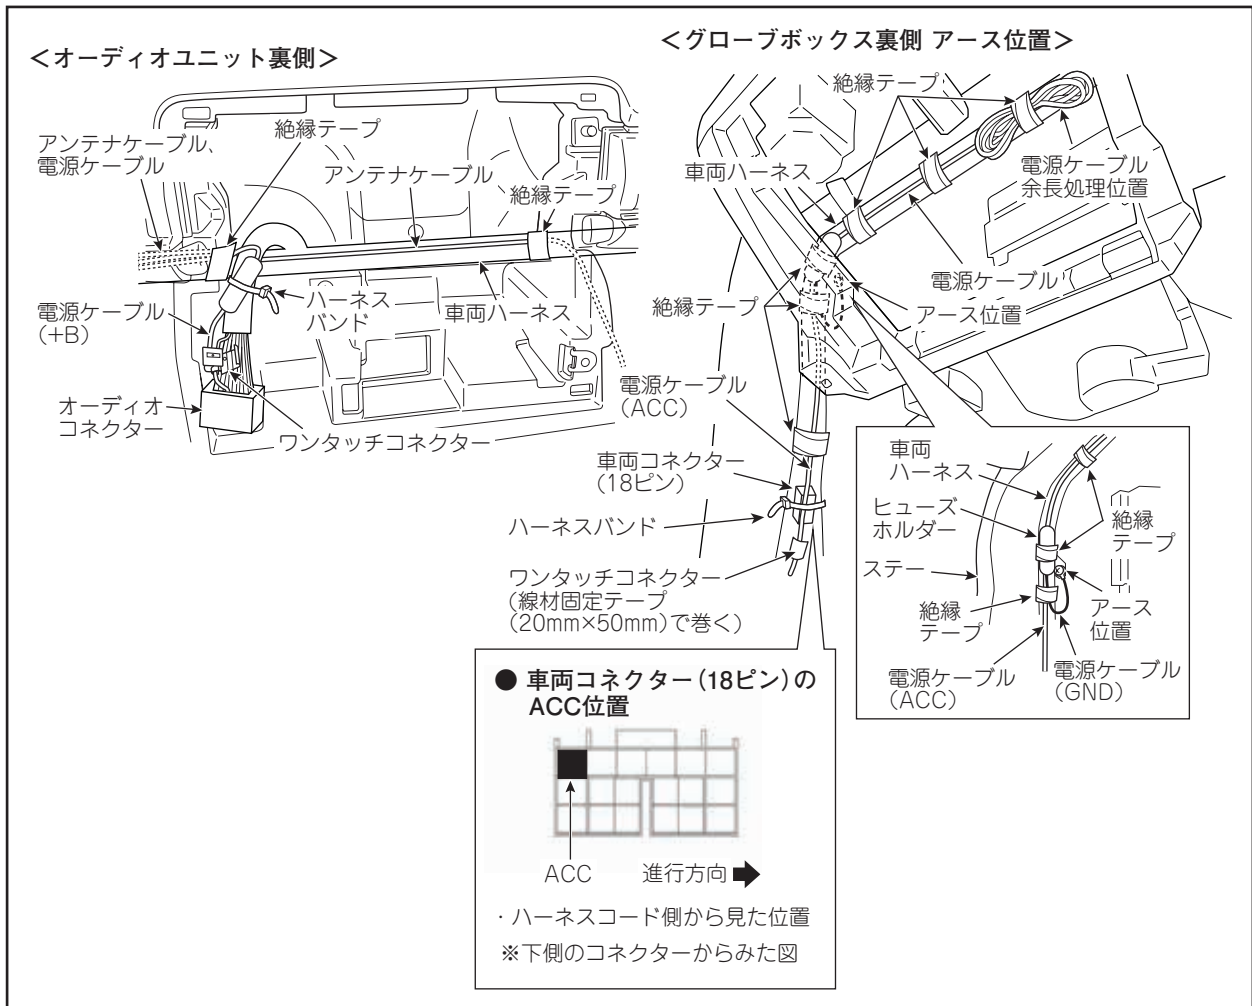 ＜オーディオユニット裏側＞
アンテナケーブル、
電源ケーブル
絶縁テープ
アンテナケーブル
絶縁テープ
電源ケーブル
(+B)
ハーネス
バンド
車両ハーネス
オーディオ
コネクター
ワンタッチコネクター
＜グローブボックス裏側 アース位置＞
絶縁テープ
車両ハーネス
電源ケーブル
余長処理位置
電源ケーブル
絶縁テープ
アース位置
電源ケーブル
(ACC)
車両コネクター
(18ピン)
ハーネスバンド
ワンタッチコネクター
(線材固定テープ
(20mm×50mm)で巻く)
車両
ハーネス
ヒューズ
ホルダー
絶縁
テープ
ステー
絶縁
テープ
アース
位置
電源ケーブル
(ACC)
電源ケーブル
(GND)
● 車両コネクター(18ピン)の
ACC位置
ACC
進行方向
・ハーネスコード側から見た位置
※下側のコネクターからみた図